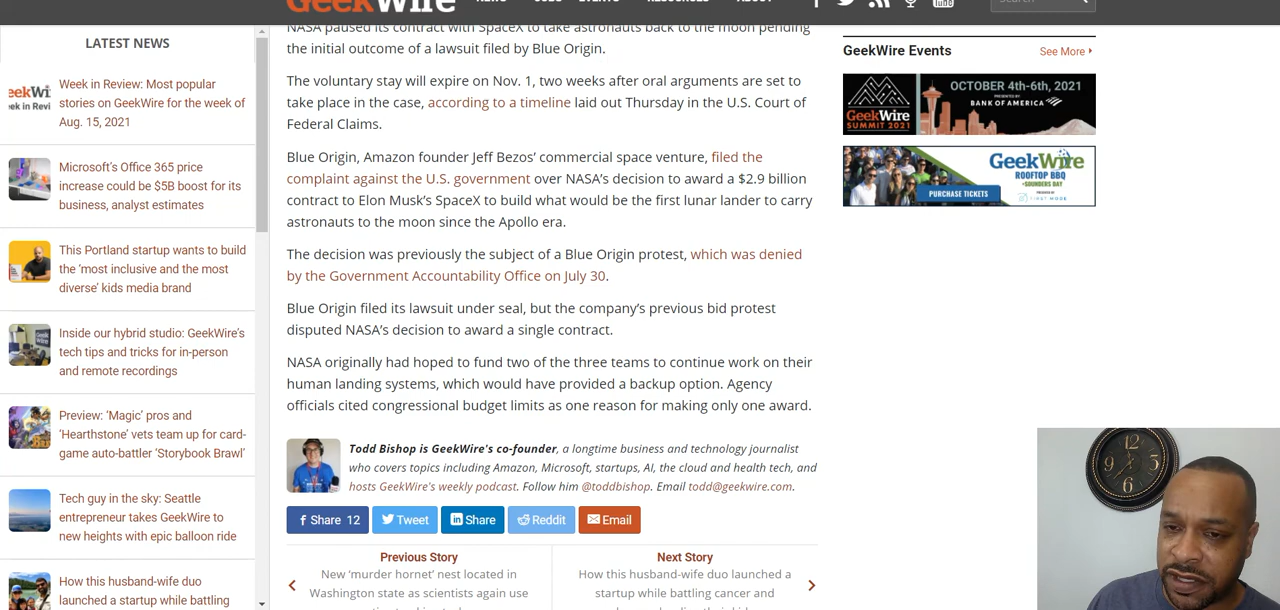 GeekWire
NEWS JOBS EVENTS RESOURCES ABOUT
Search
LATEST NEWS
Week in Review: Most popular
stories on GeekWire for the week of
Aug. 15, 2021
Microsoft's Office 365 price
increase could be $5B boost for its
business, analyst estimates
This Portland startup wants to build
the 'most inclusive and the most
diverse' kids media brand
Inside our hybrid studio: GeekWire's
tech tips and tricks for in-person
and remote recordings
Preview: 'Magic' pros and
'Hearthstone' vets team up for card-
game auto-battler 'Storybook Brawl'
Tech guy in the sky: Seattle
entrepreneur takes GeekWire to
new heights with epic balloon ride
How this husband-wife duo
launched a startup while battling
NASA paused its contract with SpaceX to take astronauts back to the moon pending
the initial outcome of a lawsuit filed by Blue Origin.
The voluntary stay will expire on Nov. 1, two weeks after oral arguments are set to
take place in the case, according to a timeline laid out Thursday in the U.S. Court of
Federal Claims.
Blue Origin, Amazon founder Jeff Bezos' commercial space venture, filed the
complaint against the U.S. government over NASA's decision to award a $2.9 billion
contract to Elon Musk's SpaceX to build what would be the first lunar lander to carry
astronauts to the moon since the Apollo era.
The decision was previously the subject of a Blue Origin protest, which was denied
by the Government Accountability Office on July 30.
Blue Origin filed its lawsuit under seal, but the company's previous bid protest
disputed NASA's decision to award a single contract.
NASA originally had hoped to fund two of the three teams to continue work on their
human landing systems, which would have provided a backup option. Agency
officials cited congressional budget limits as one reason for making only one award.
Todd Bishop is GeekWire's co-founder, a longtime business and technology journalist
who covers topics including Amazon, Microsoft, startups, AI, the cloud and health tech, and
hosts GeekWire's weekly podcast. Follow him @toddbishop. Email todd@geekwire.com.
Share 12 Tweet Share Reddit Email
Previous Story
New 'murder hornet' nest located in
Washington state as scientists again use
Next Story
How this husband-wife duo launched a
startup while battling cancer and
GeekWire Events
See More
OCTOBER 4th-6th, 2021
PRESENTED BY BANK OF AMERICA
GeekWire
SUMMIT 2021
GeekWire
ROOFTOP BBQ
+SOUNDERS DAY
PURCHASE TICKETS
PRESENTED BY FIRST MODE